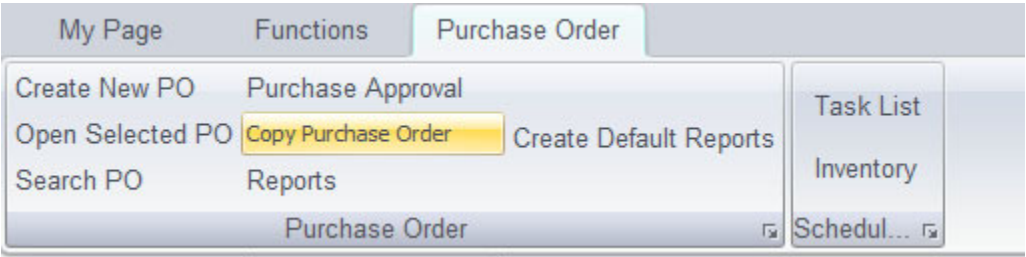 My Page Functions Purchase Order
Create New PO Purchase Approval
Open Selected PO Copy Purchase Order Create Default Reports
Search PO Reports
Task List
Inventory
Purchase Order Schedul...